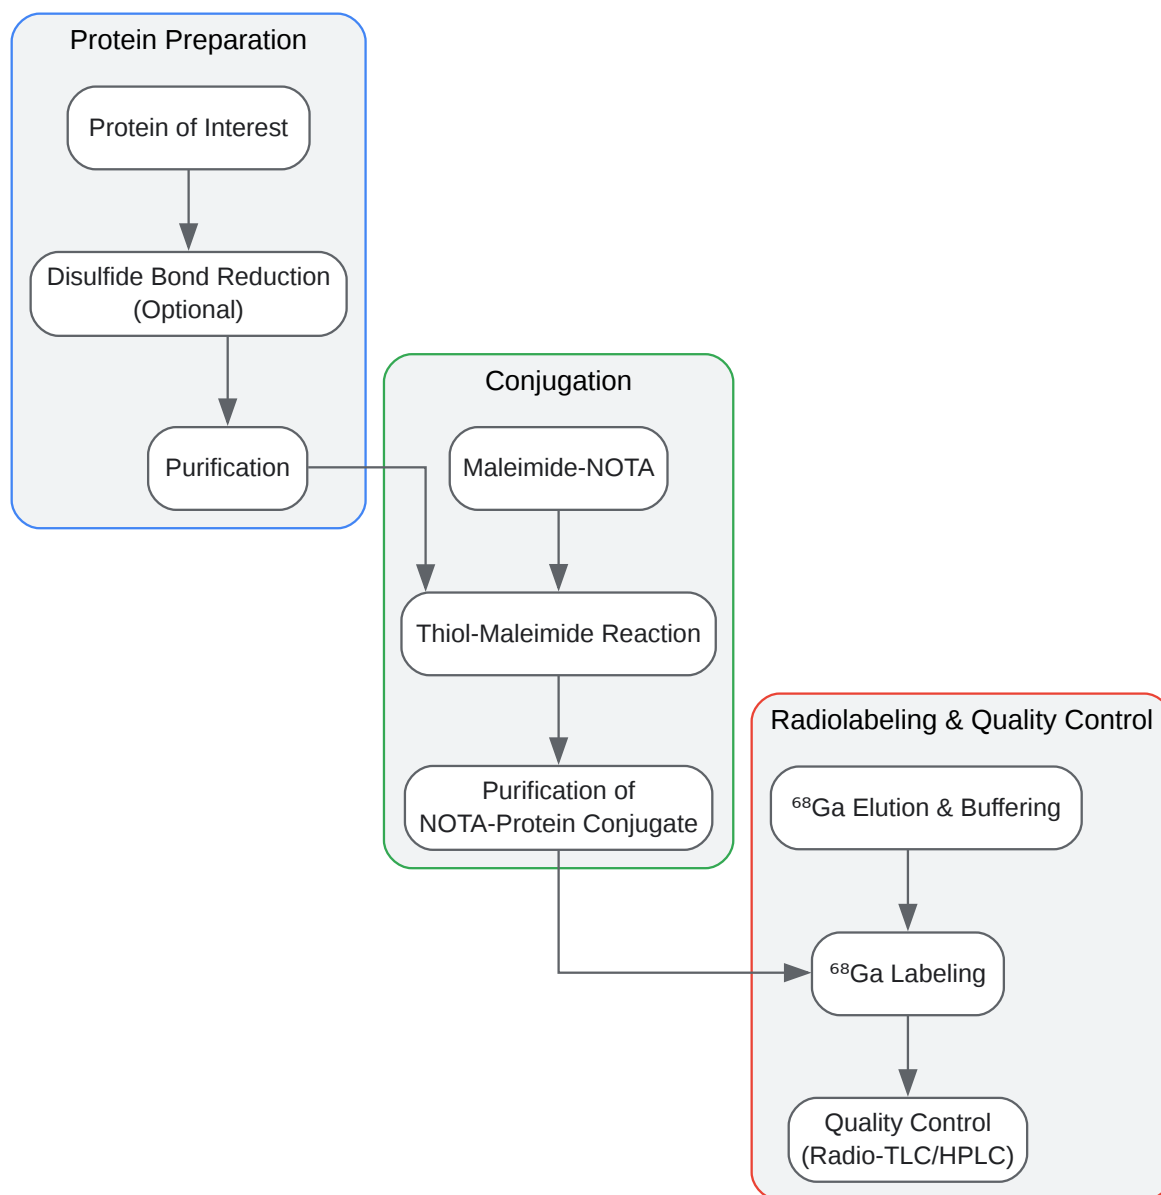 Protein Preparation
Protein of Interest
Disulfide Bond Reduction
(Optional)
Purification
Conjugation
Maleimide-NOTA
Thiol-Maleimide Reaction
Purification of
NOTA-Protein Conjugate
Radiolabeling & Quality Control
⁶⁸Ga Elution & Buffering
⁶⁸Ga Labeling
Quality Control
(Radio-TLC/HPLC)